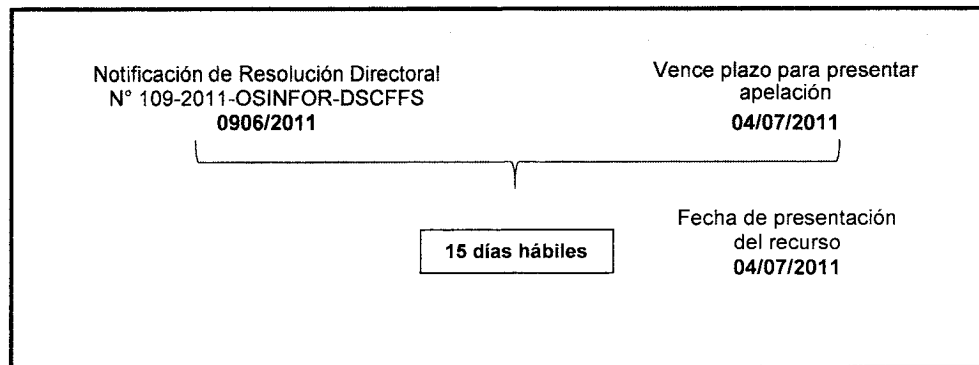 Notificación de Resolución Directoral
N° 109-2011-OSINFOR-DSCFFS
0906/2011
Vence plazo para presentar
apelación
04/07/2011
15 días hábiles
Fecha de presentación
del recurso
04/07/2011